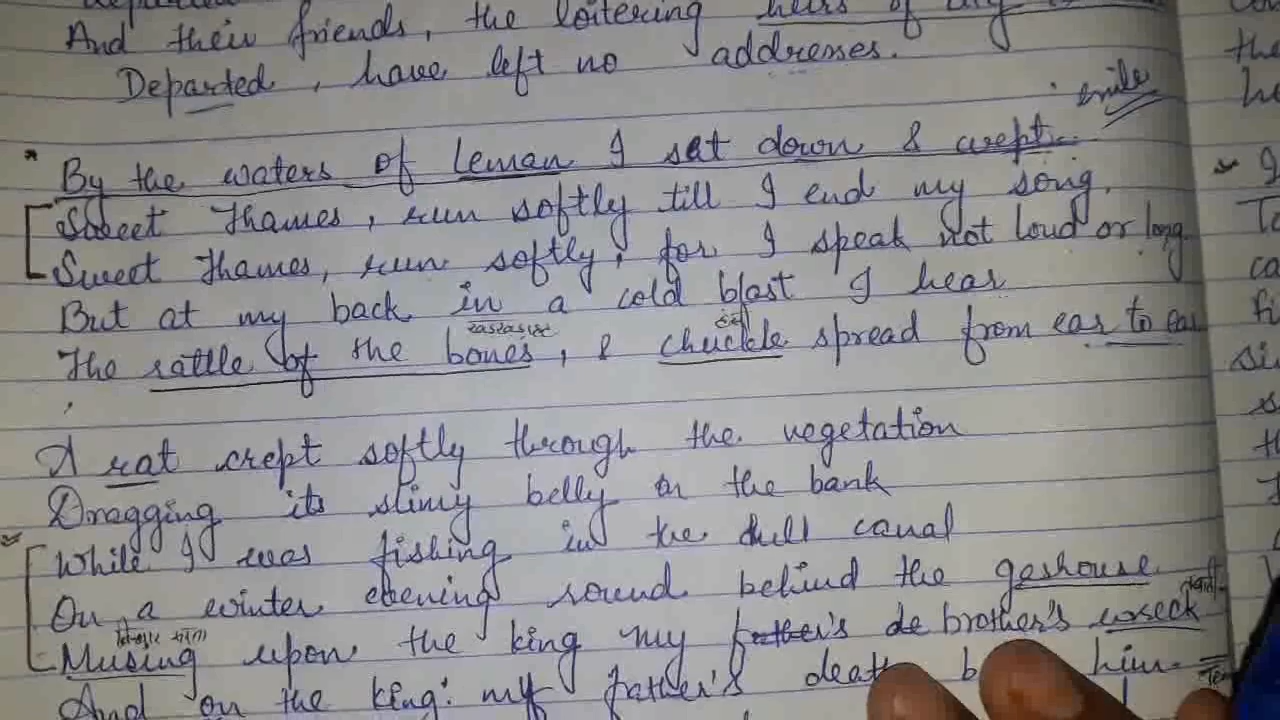 And their friends, the loitering heirs of
Departed, have left no addresses.
smile
* By the waters of Leman I sat down & wept..
Sweet Thames, run softly till I end my song,
Sweet Thames, run softly, for I speak not loud or long
But at my back in a cold blast I hear
The rattle of the bones, & chuckle spread from ear to ear
A rat crept softly through the vegetation
Dragging its slimy belly on the bank
While I was fishing in the dull canal
On a winter evening round behind the gashouse
Musing upon the king my father's de brother's wreck
And on the king: my father's death b him